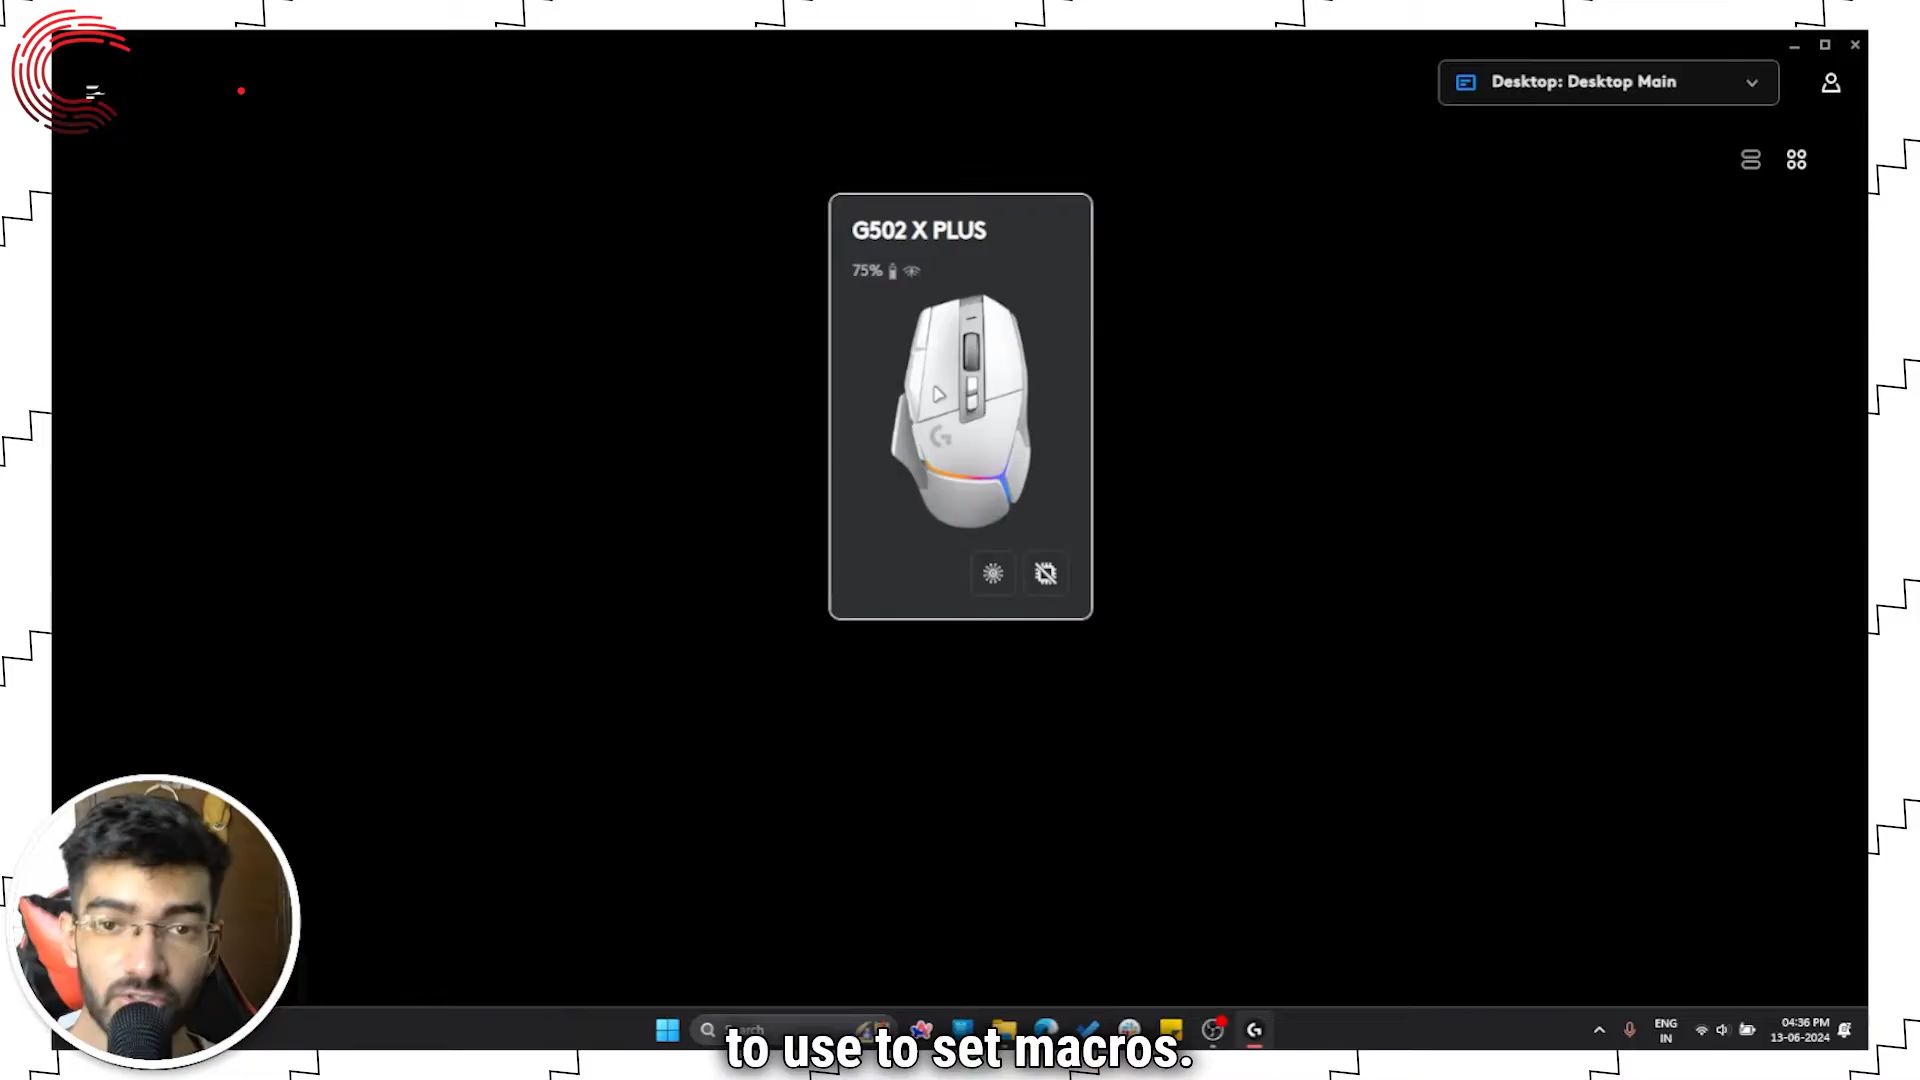 Desktop: Desktop Main
G502 X PLUS
75%
Search
ENG
IN
04:36 PM
13-06-2024
to use to set macros.